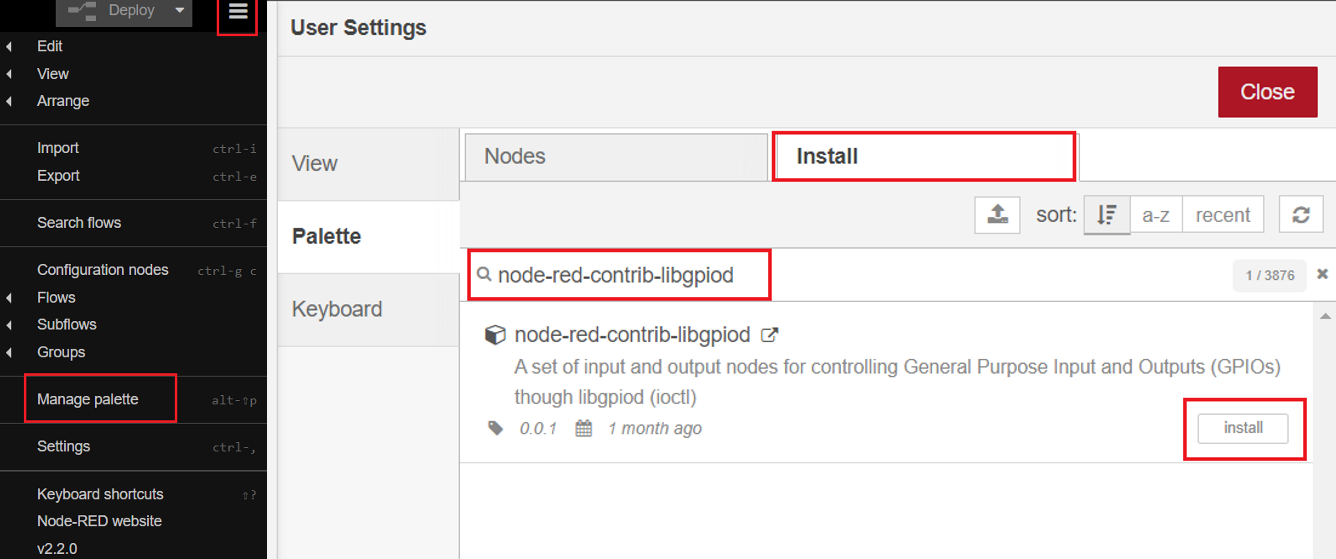 Deploy
Edit
View
Arrange
Import ctrl-i
Export ctrl-e
Search flows ctrl-f
Configuration nodes ctrl-g c
Flows
Subflows
Groups
Manage palette alt-⇧p
Settings ctrl-,
Keyboard shortcuts ⇧?
Node-RED website
v2.2.0
User Settings
Close
View
Palette
Keyboard
Nodes
Install
sort: a-z recent
node-red-contrib-libgpiod 1 / 3876
node-red-contrib-libgpiod
A set of input and output nodes for controlling General Purpose Input and Outputs (GPIOs)
though libgpiod (ioctl)
0.0.1 1 month ago
install